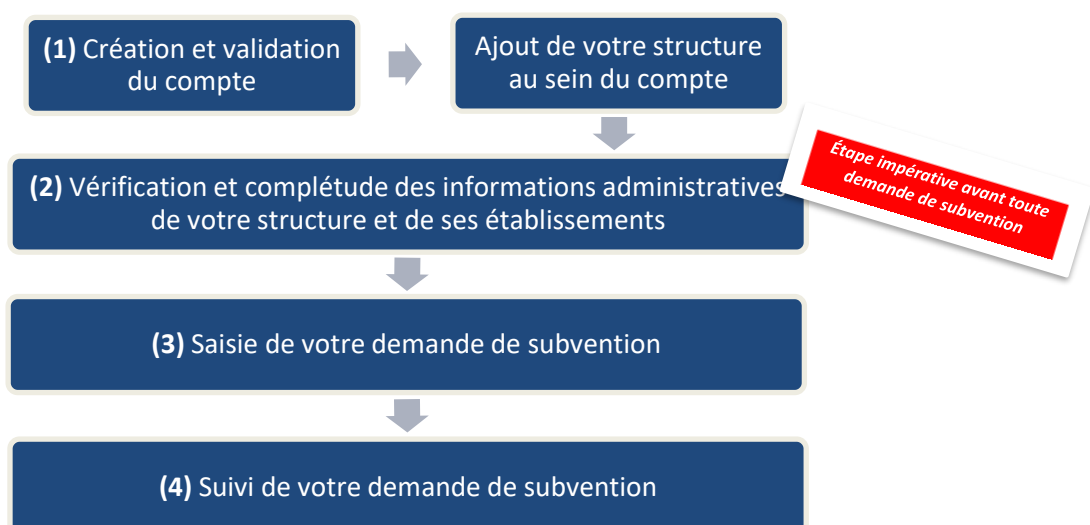 (1) Création et validation
du compte
Ajout de votre structure
au sein du compte
Étape impérative avant toute
demande de subvention
(2) Vérification et complétude des informations administratives
de votre structure et de ses établissements
(3) Saisie de votre demande de subvention
(4) Suivi de votre demande de subvention